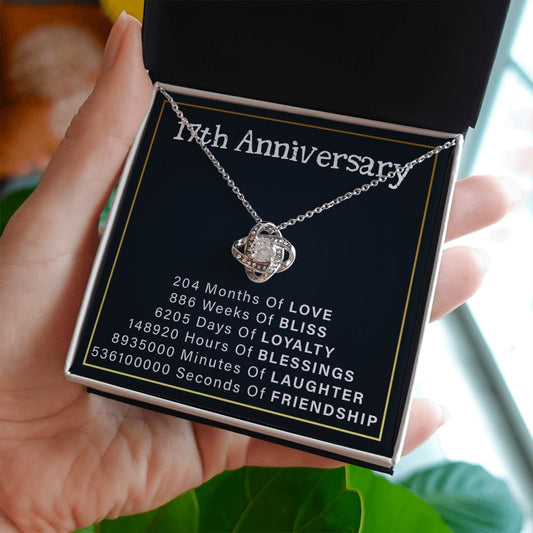 17th Anniversary
204 Months Of LOVE
886 Weeks Of BLISS
6205 Days Of LOYALTY
148920 Hours Of BLESSINGS
8935000 Minutes Of LAUGHTER
536100000 Seconds Of FRIENDSHIP